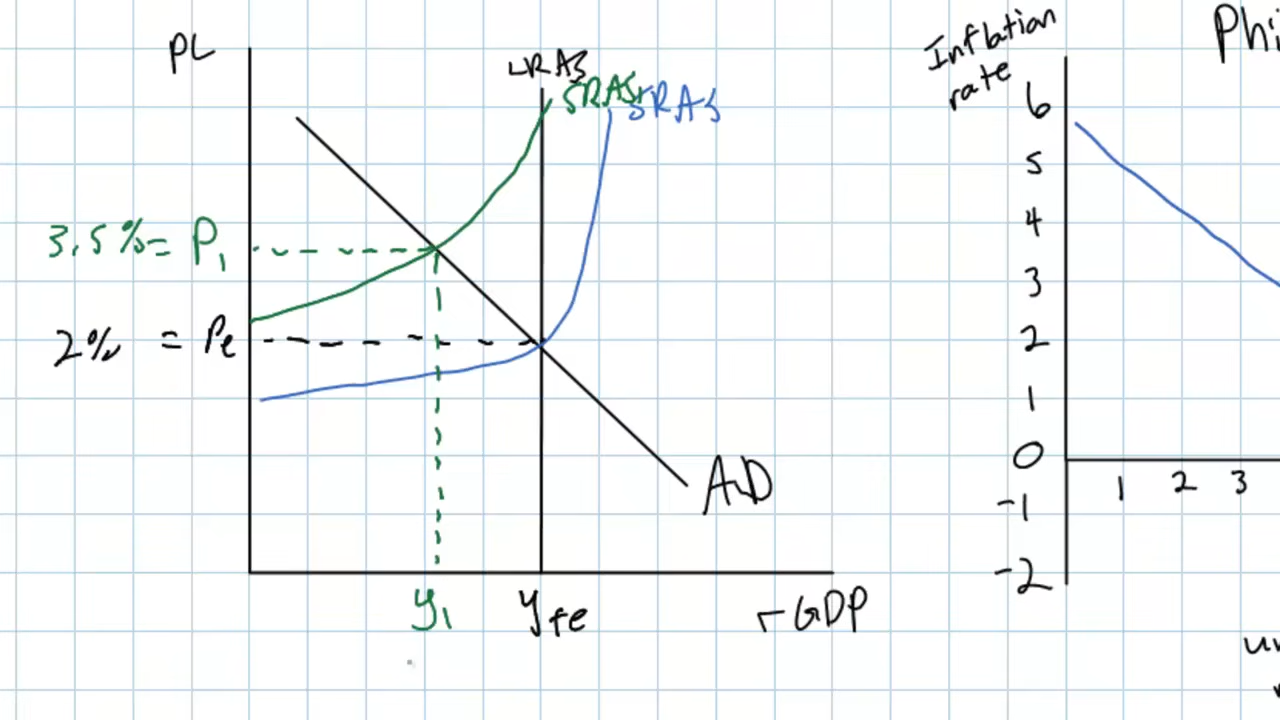 PL
LRAS
SRAS₁
SRAS
3.5% = P₁
2% = Pe
AD
y₁
yfe
rGDP
Inflation
rate
Phi
6
5
4
3
2
1
0
-1
-2
1 2 3